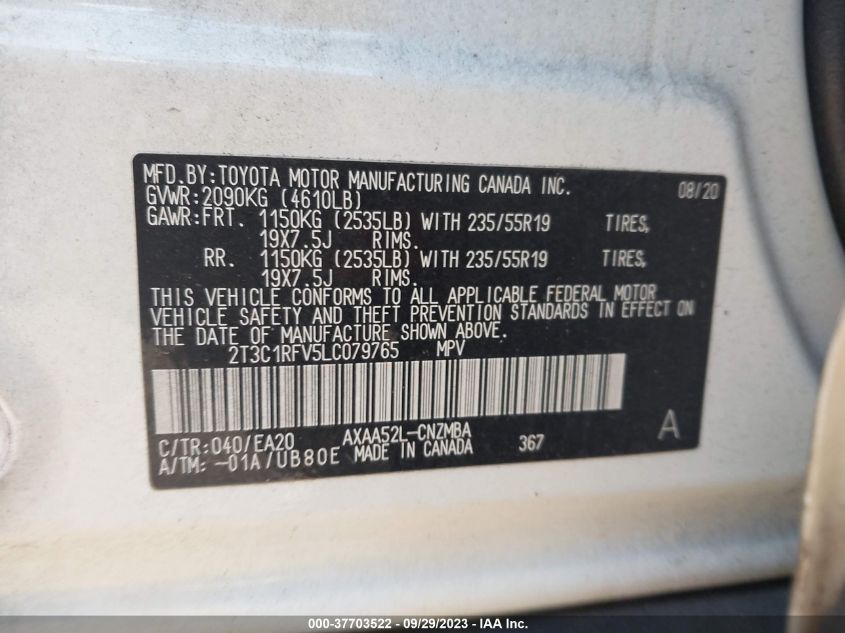 MFD.BY:TOYOTA MOTOR MANUFACTURING CANADA INC. 08/20
GVWR:2090KG (4610LB)
GAWR:FRT. 1150KG (2535LB) WITH 235/55R19 TIRES,
19X7.5J RIMS.
RR. 1150KG (2535LB) WITH 235/55R19 TIRES,
19X7.5J RIMS.
THIS VEHICLE CONFORMS TO ALL APPLICABLE FEDERAL MOTOR
VEHICLE SAFETY AND THEFT PREVENTION STANDARDS IN EFFECT ON
THE DATE OF MANUFACTURE SHOWN ABOVE.
2T3C1RFV5LC079765 MPV
C/TR:040/EA20 AXAA52L-CNZMBA A
A/TM:-01A/UB80E MADE IN CANADA 367
000-37703522 - 09/29/2023 - IAA Inc.